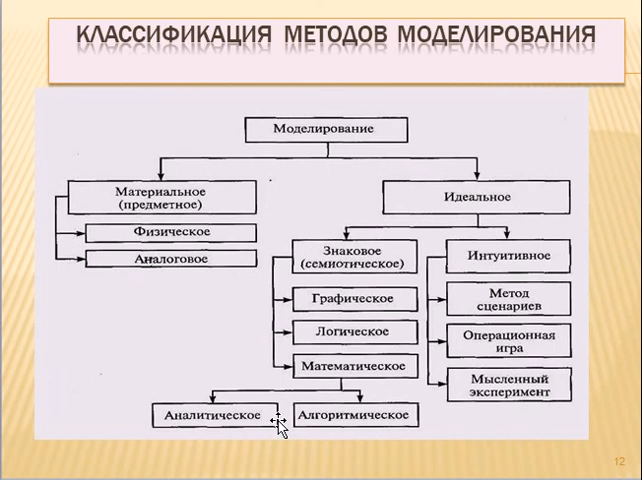 КЛАССИФИКАЦИЯ МЕТОДОВ МОДЕЛИРОВАНИЯ
Моделирование
Материальное
(предметное)
Физическое
Аналоговое
Идеальное
Знаковое
(семиотическое)
Графическое
Логическое
Математическое
Аналитическое
Алгоритмическое
Интуитивное
Метод
сценариев
Операционная
игра
Мысленный
эксперимент
12